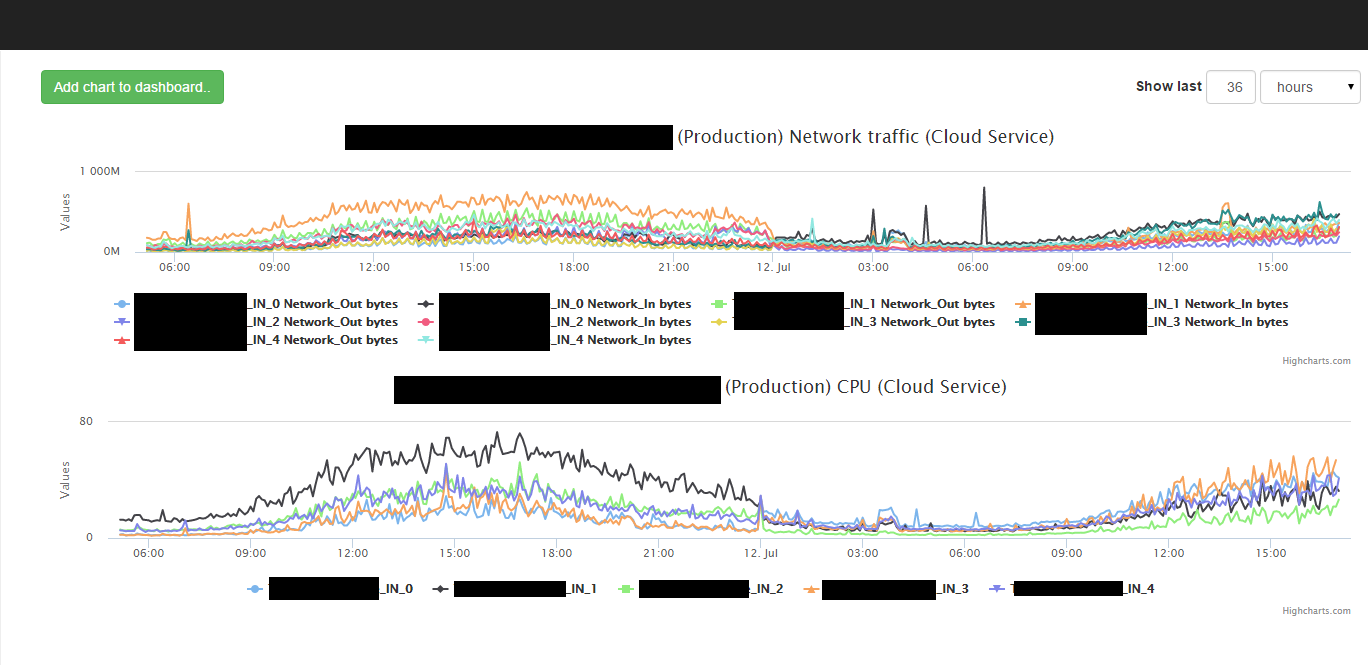 Add chart to dashboard..
Show last 36 hours
(Production) Network traffic (Cloud Service)
1 000M
Values
0M
06:00 09:00 12:00 15:00 18:00 21:00 12. Jul 03:00 06:00 09:00 12:00 15:00
_IN_0 Network_Out bytes _IN_0 Network_In bytes _IN_1 Network_Out bytes _IN_1 Network_In bytes
_IN_2 Network_Out bytes _IN_2 Network_In bytes _IN_3 Network_Out bytes _IN_3 Network_In bytes
_IN_4 Network_Out bytes _IN_4 Network_In bytes
Highcharts.com
(Production) CPU (Cloud Service)
80
Values
0
06:00 09:00 12:00 15:00 18:00 21:00 12. Jul 03:00 06:00 09:00 12:00 15:00
_IN_0 _IN_1 _IN_2 _IN_3 _IN_4
Highcharts.com